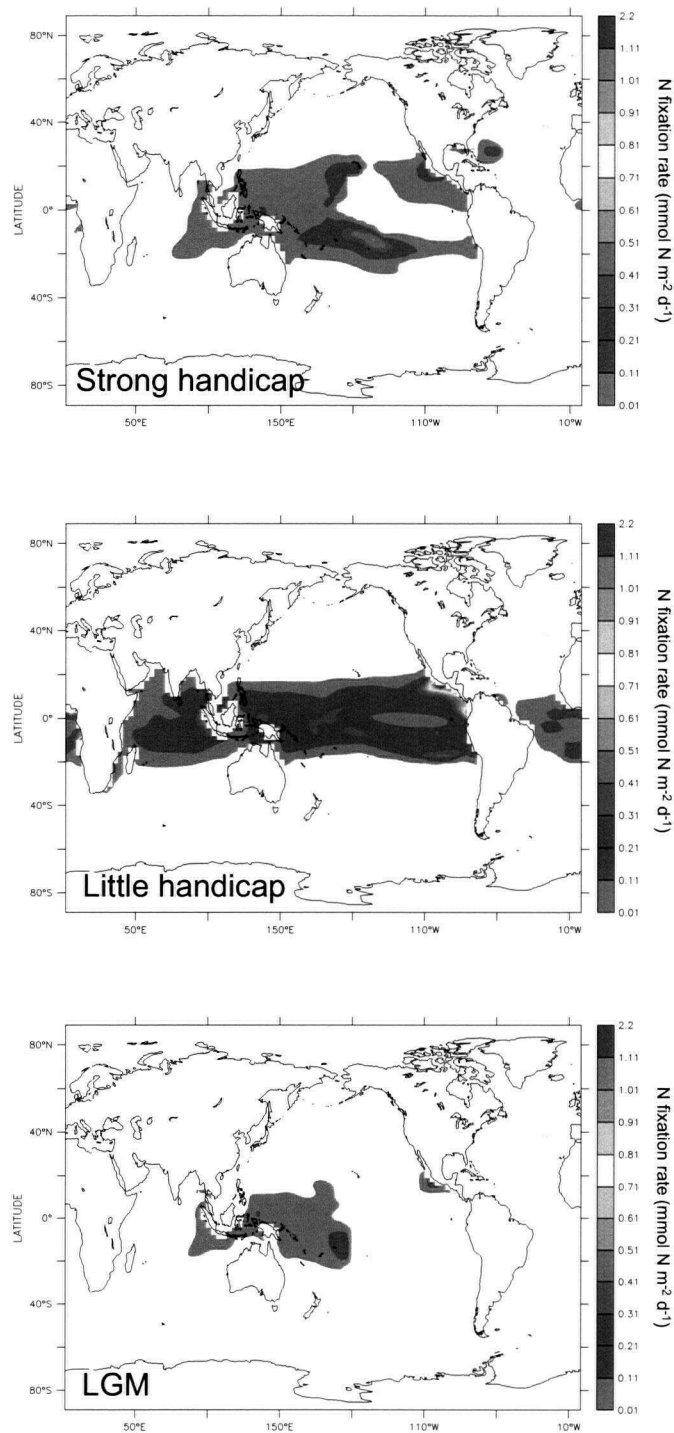 80°N
40°N
0°
40°S
80°S
LATITUDE
50°E
150°E
110°W
10°W
Strong handicap
2.2
1.11
1.01
0.91
0.81
0.71
0.61
0.51
0.41
0.31
0.21
0.11
0.01
N fixation rate (mmol N m-2 d-1)
80°N
40°N
0°
40°S
80°S
LATITUDE
50°E
150°E
110°W
10°W
Little handicap
2.2
1.11
1.01
0.91
0.81
0.71
0.61
0.51
0.41
0.31
0.21
0.11
0.01
N fixation rate (mmol N m-2 d-1)
80°N
40°N
0°
40°S
80°S
LATITUDE
50°E
150°E
110°W
10°W
LGM
2.2
1.11
1.01
0.91
0.81
0.71
0.61
0.51
0.41
0.31
0.21
0.11
0.01
N fixation rate (mmol N m-2 d-1)